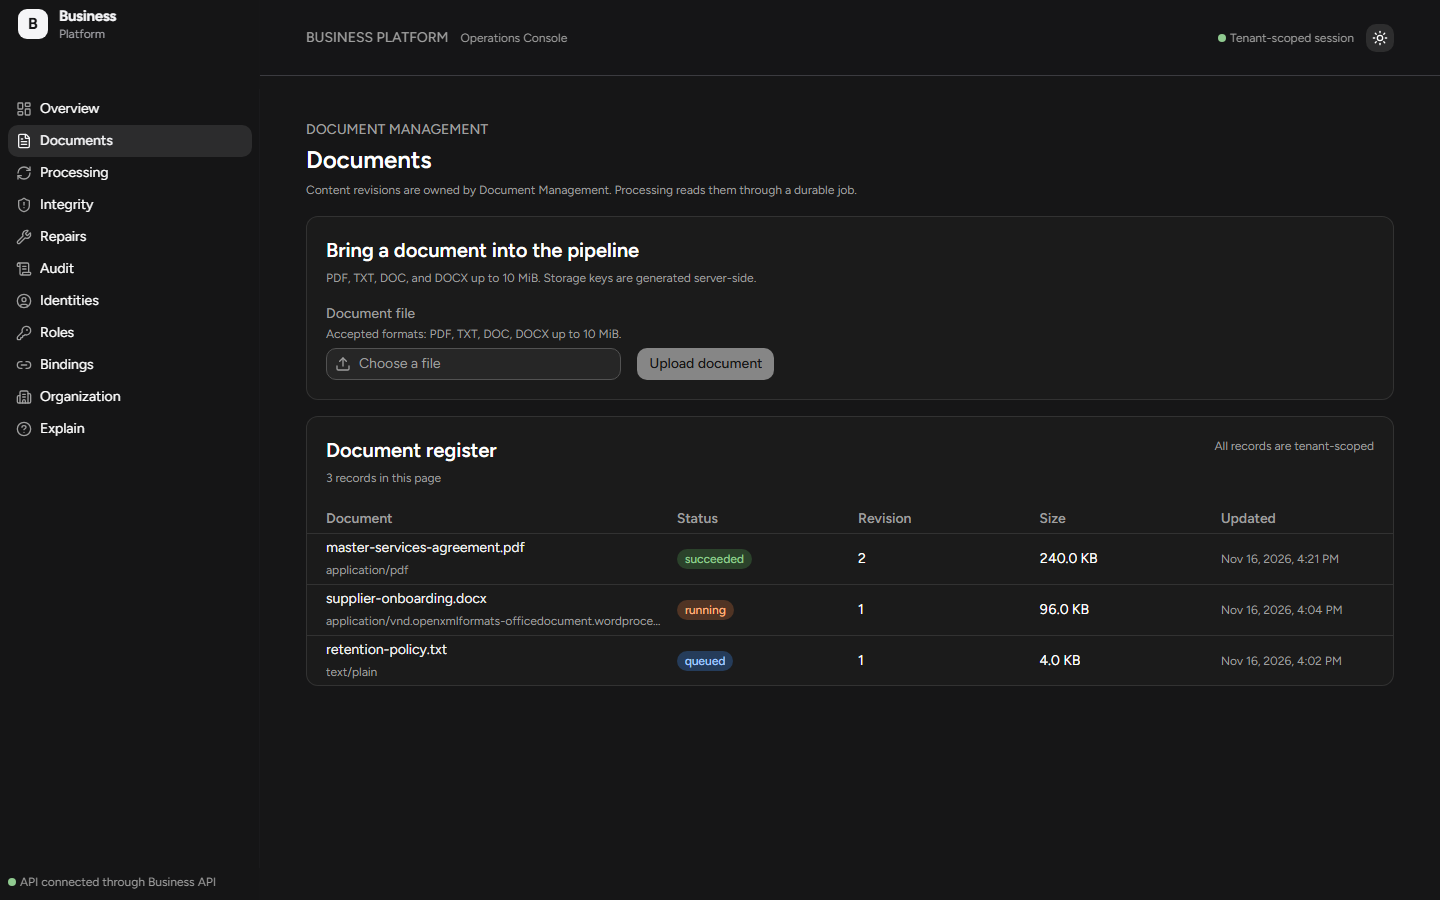 B
Business
Platform
BUSINESS PLATFORM Operations Console
Tenant-scoped session
Overview
Documents
Processing
Integrity
Repairs
Audit
Identities
Roles
Bindings
Organization
Explain
API connected through Business API
DOCUMENT MANAGEMENT
Documents
Content revisions are owned by Document Management. Processing reads them through a durable job.
Bring a document into the pipeline
PDF, TXT, DOC, and DOCX up to 10 MiB. Storage keys are generated server-side.
Document file
Accepted formats: PDF, TXT, DOC, DOCX up to 10 MiB.
Choose a file
Upload document
Document register
All records are tenant-scoped
3 records in this page
Document Status Revision Size Updated
master-services-agreement.pdf
application/pdf
succeeded 2 240.0 KB Nov 16, 2026, 4:21 PM
supplier-onboarding.docx
application/vnd.openxmlformats-officedocument.wordproce...
running 1 96.0 KB Nov 16, 2026, 4:04 PM
retention-policy.txt
text/plain
queued 1 4.0 KB Nov 16, 2026, 4:02 PM